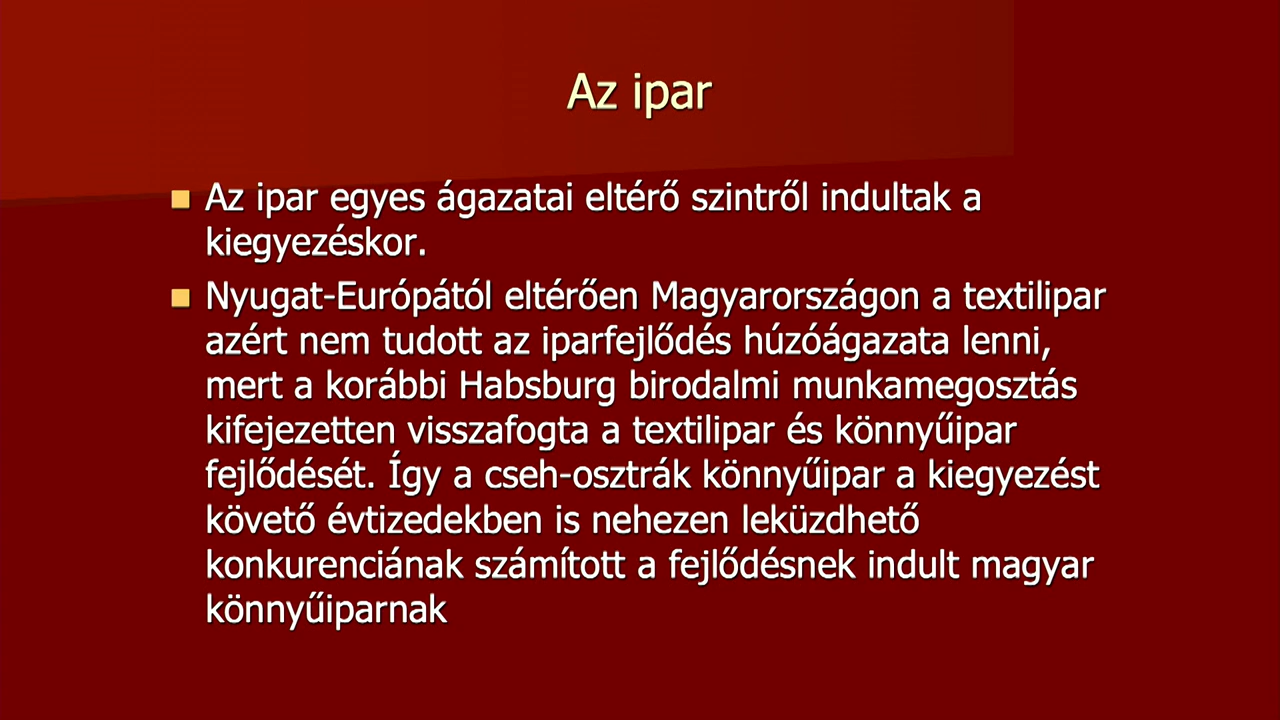 Az ipar
Az ipar egyes ágazatai eltérő szintről indultak a
kiegyezéskor.
Nyugat-Európától eltérően Magyarországon a textilipar
azért nem tudott az iparfejlődés húzóágazata lenni,
mert a korábbi Habsburg birodalmi munkamegosztás
kifejezetten visszafogta a textilipar és könnyűipar
fejlődését. Így a cseh-osztrák könnyűipar a kiegyezést
követő évtizedekben is nehezen leküzdhető
konkurenciának számított a fejlődésnek indult magyar
könnyűiparnak